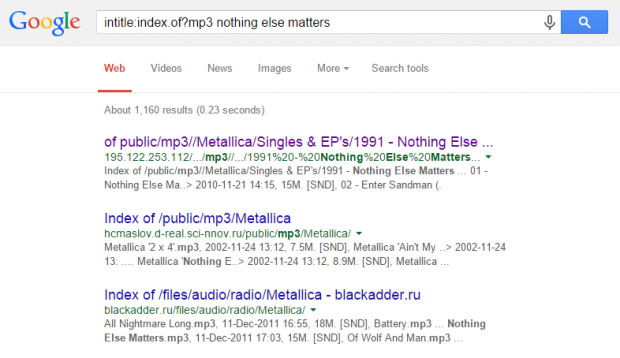 Google intitle:index.of?mp3 nothing else matters
Web Videos News Images More Search tools
About 1,160 results (0.23 seconds)
of public/mp3//Metallica/Singles & EP's/1991 - Nothing Else ...
195.122.253.112/.../mp3//.../1991%20-%20Nothing%20Else%20Matters...
Index of /public/mp3//Metallica/Singles & EP's/1991 - Nothing Else Matters ... 01 -
Nothing Else Ma..> 2010-11-21 14:15, 15M. [SND], 02 - Enter Sandman (.
Index of /public/mp3/Metallica
hcmaslov.d-real.sci-nnov.ru/public/mp3/Metallica/
Metallica '2 x 4'.mp3, 2002-11-24 13:12, 7.5M. [SND], Metallica 'Ain't My ..> 2002-11-24
13: .... Metallica 'Nothing E..> 2002-11-24 13:12, 8.9M. [SND], Metallica ...
Index of /files/audio/radio/Metallica - blackadder.ru
blackadder.ru/files/audio/radio/Metallica/
All Nightmare Long.mp3, 11-Dec-2011 16:55, 18M. [SND], Battery.mp3 ... Nothing
Else Matters.mp3, 11-Dec-2011 17:03, 15M. [SND], Of Wolf And Man.mp3 ...